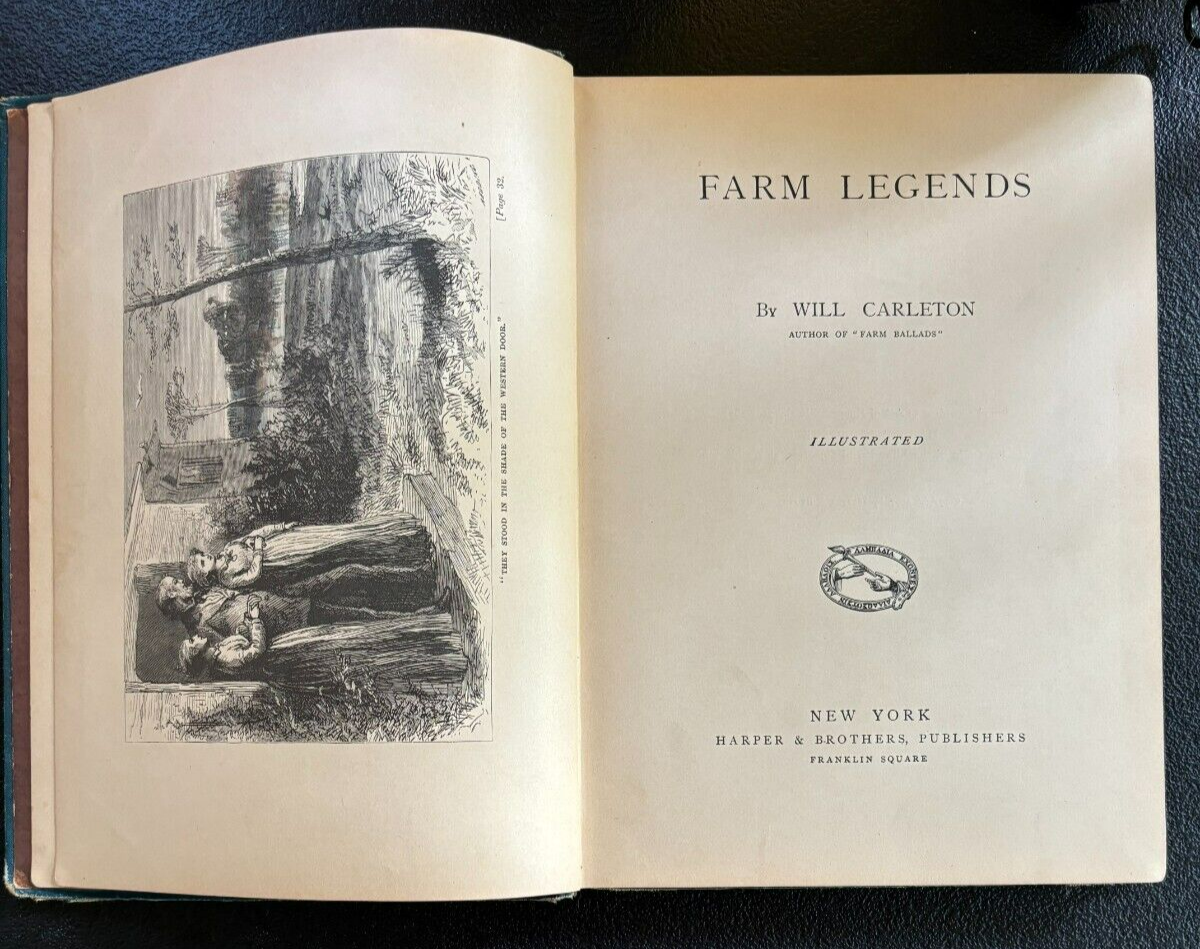 [Page 32.
"THEY STOOD IN THE SHADE OF THE WESTERN DOOR."
FARM LEGENDS
By WILL CARLETON
AUTHOR OF "FARM BALLADS"
ILLUSTRATED
NEW YORK
HARPER & BROTHERS, PUBLISHERS
FRANKLIN SQUARE